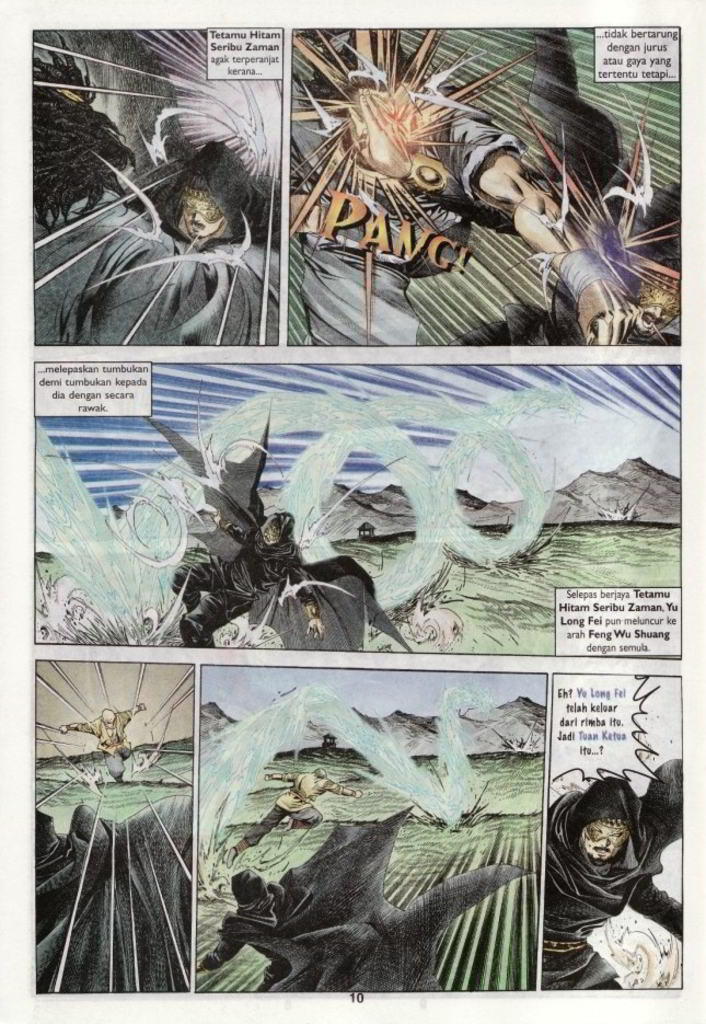 Tetamu Hitam
Seribu Zaman
agak terperanjat
kerana...
...tidak bertarung
dengan jurus
atau gaya yang
tertentu tetapi...
PANG!
...melepaskan tumbukan
demi tumbukan kepada
dia dengan secara
rawak.
Selepas berjaya Tetamu
Hitam Seribu Zaman, Yu
Long Fei pun meluncur ke
arah Feng Wu Shuang
dengan semula.
Eh? Yu Long Fei
telah keluar
dari rimba itu.
Jadi Tuan Ketua
itu...?
10